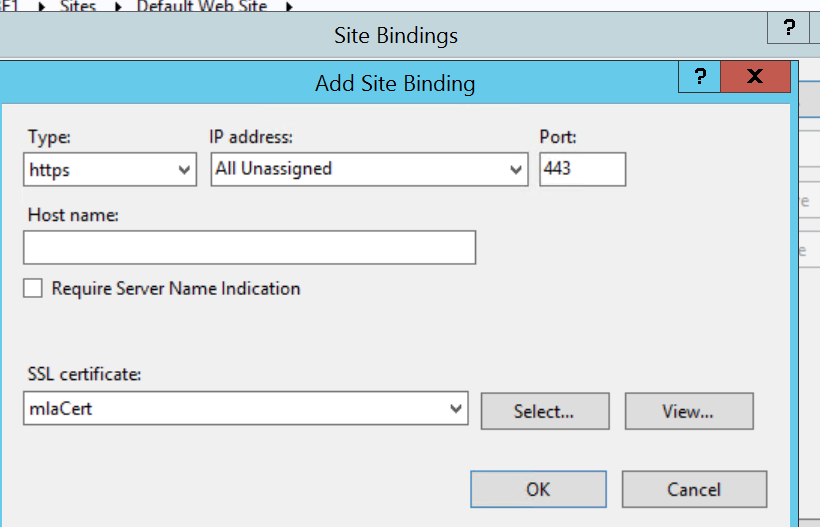 Sites Default Web Site
Site Bindings
?
Add Site Binding
? X
Type: IP address: Port:
https All Unassigned 443
Host name:
Require Server Name Indication
SSL certificate:
mlaCert Select... View...
OK Cancel